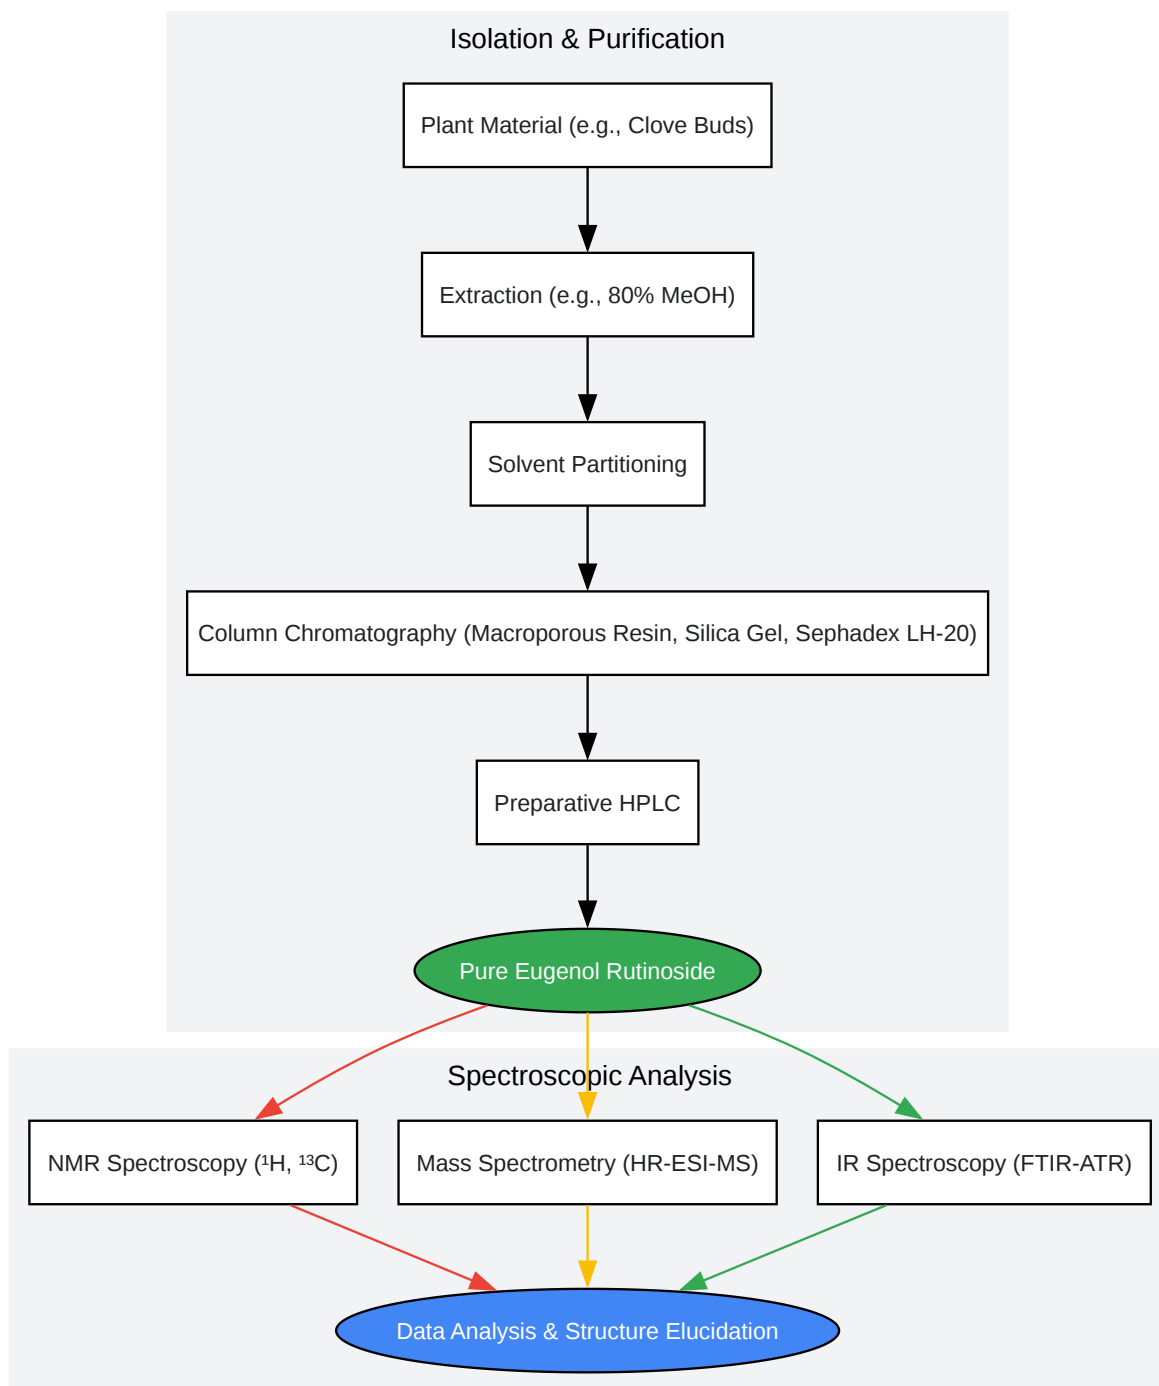 Isolation & Purification
Plant Material (e.g., Clove Buds)
Extraction (e.g., 80% MeOH)
Solvent Partitioning
Column Chromatography (Macroporous Resin, Silica Gel, Sephadex LH-20)
Preparative HPLC
Pure Eugenol Rutinoside
Spectroscopic Analysis
NMR Spectroscopy (¹H, ¹³C)
Mass Spectrometry (HR-ESI-MS)
IR Spectroscopy (FTIR-ATR)
Data Analysis & Structure Elucidation